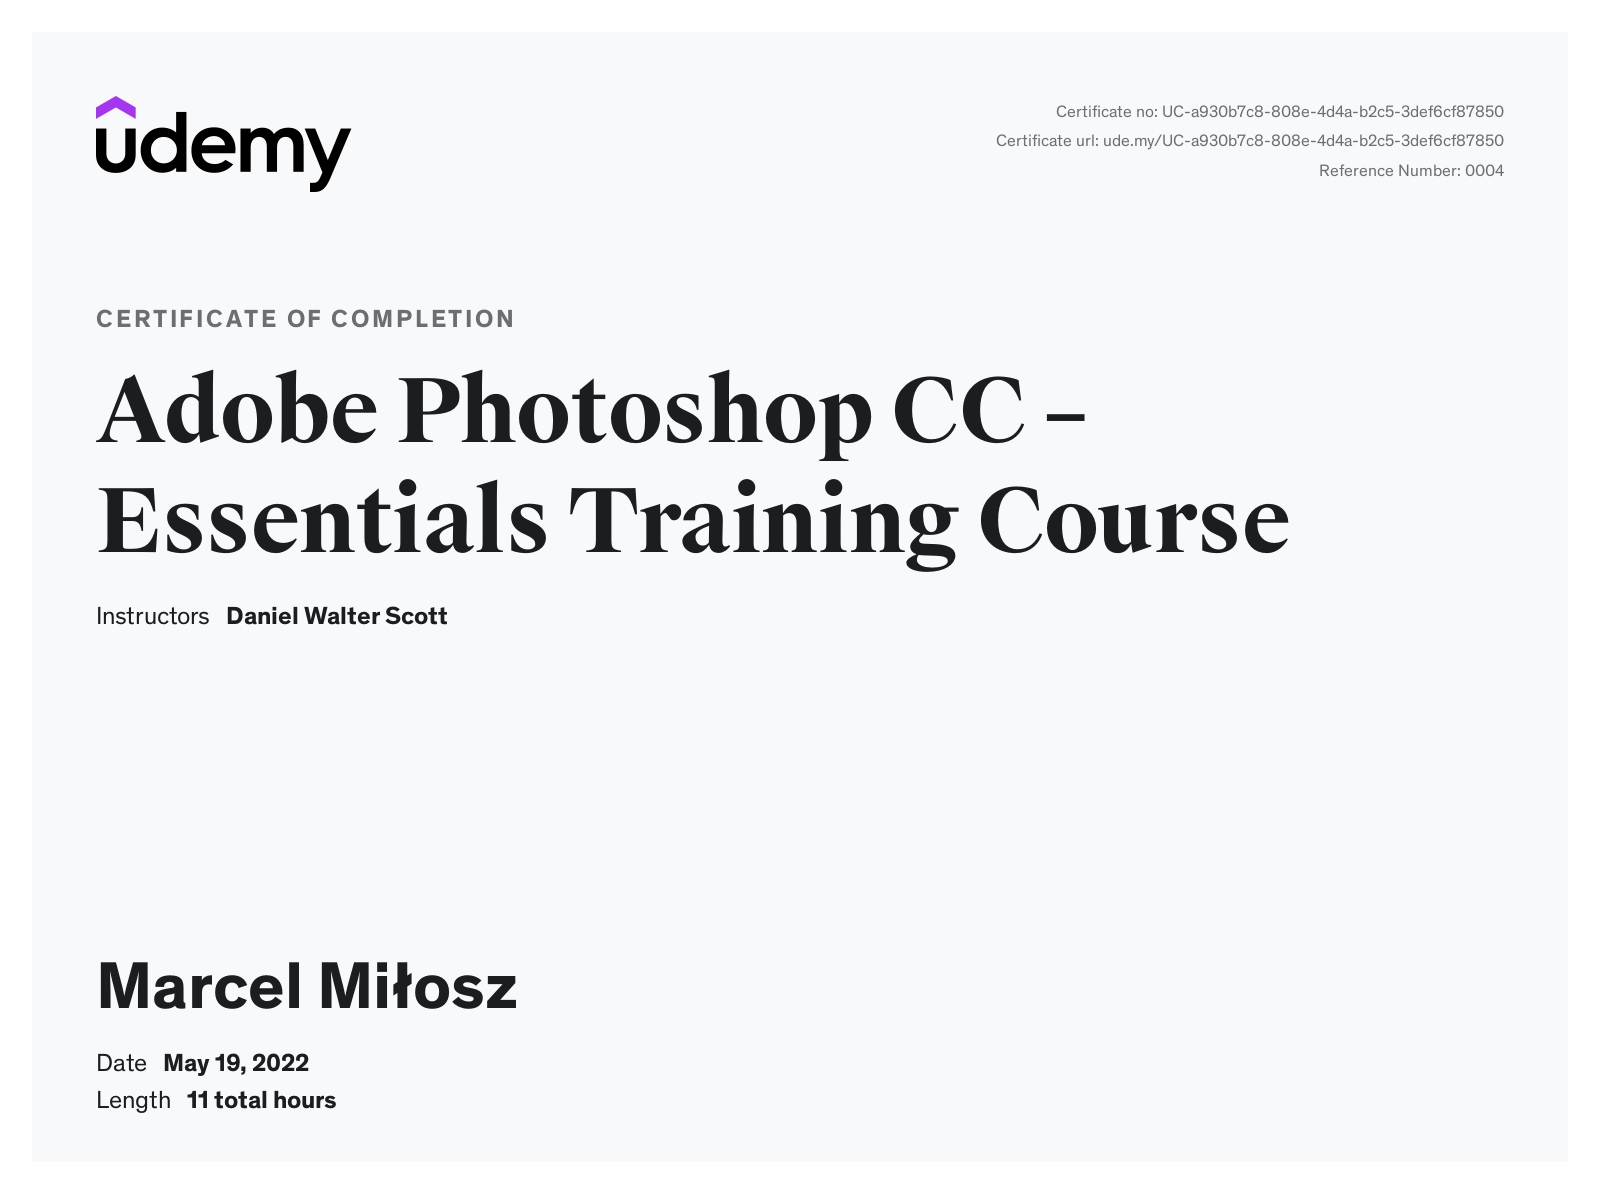 udemy
Certificate no: UC-a930b7c8-808e-4d4a-b2c5-3def6cf87850
Certificate url: ude.my/UC-a930b7c8-808e-4d4a-b2c5-3def6cf87850
Reference Number: 0004
CERTIFICATE OF COMPLETION
Adobe Photoshop CC –
Essentials Training Course
Instructors Daniel Walter Scott
Marcel Miłosz
Date May 19, 2022
Length 11 total hours